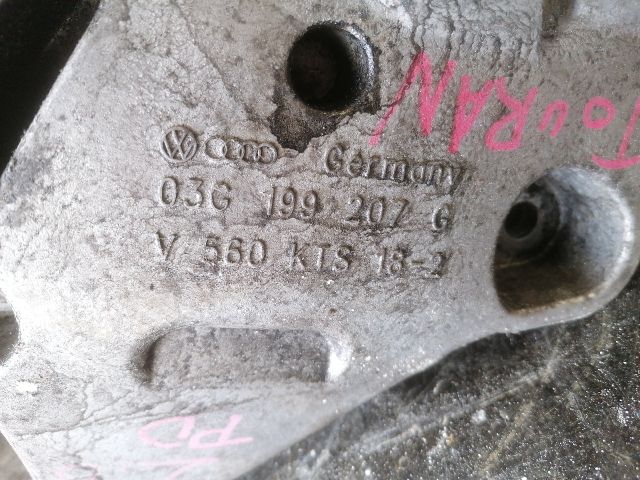 TOURAN
Germany
03G 199 207 G
V 560 KTS 18-2
PD